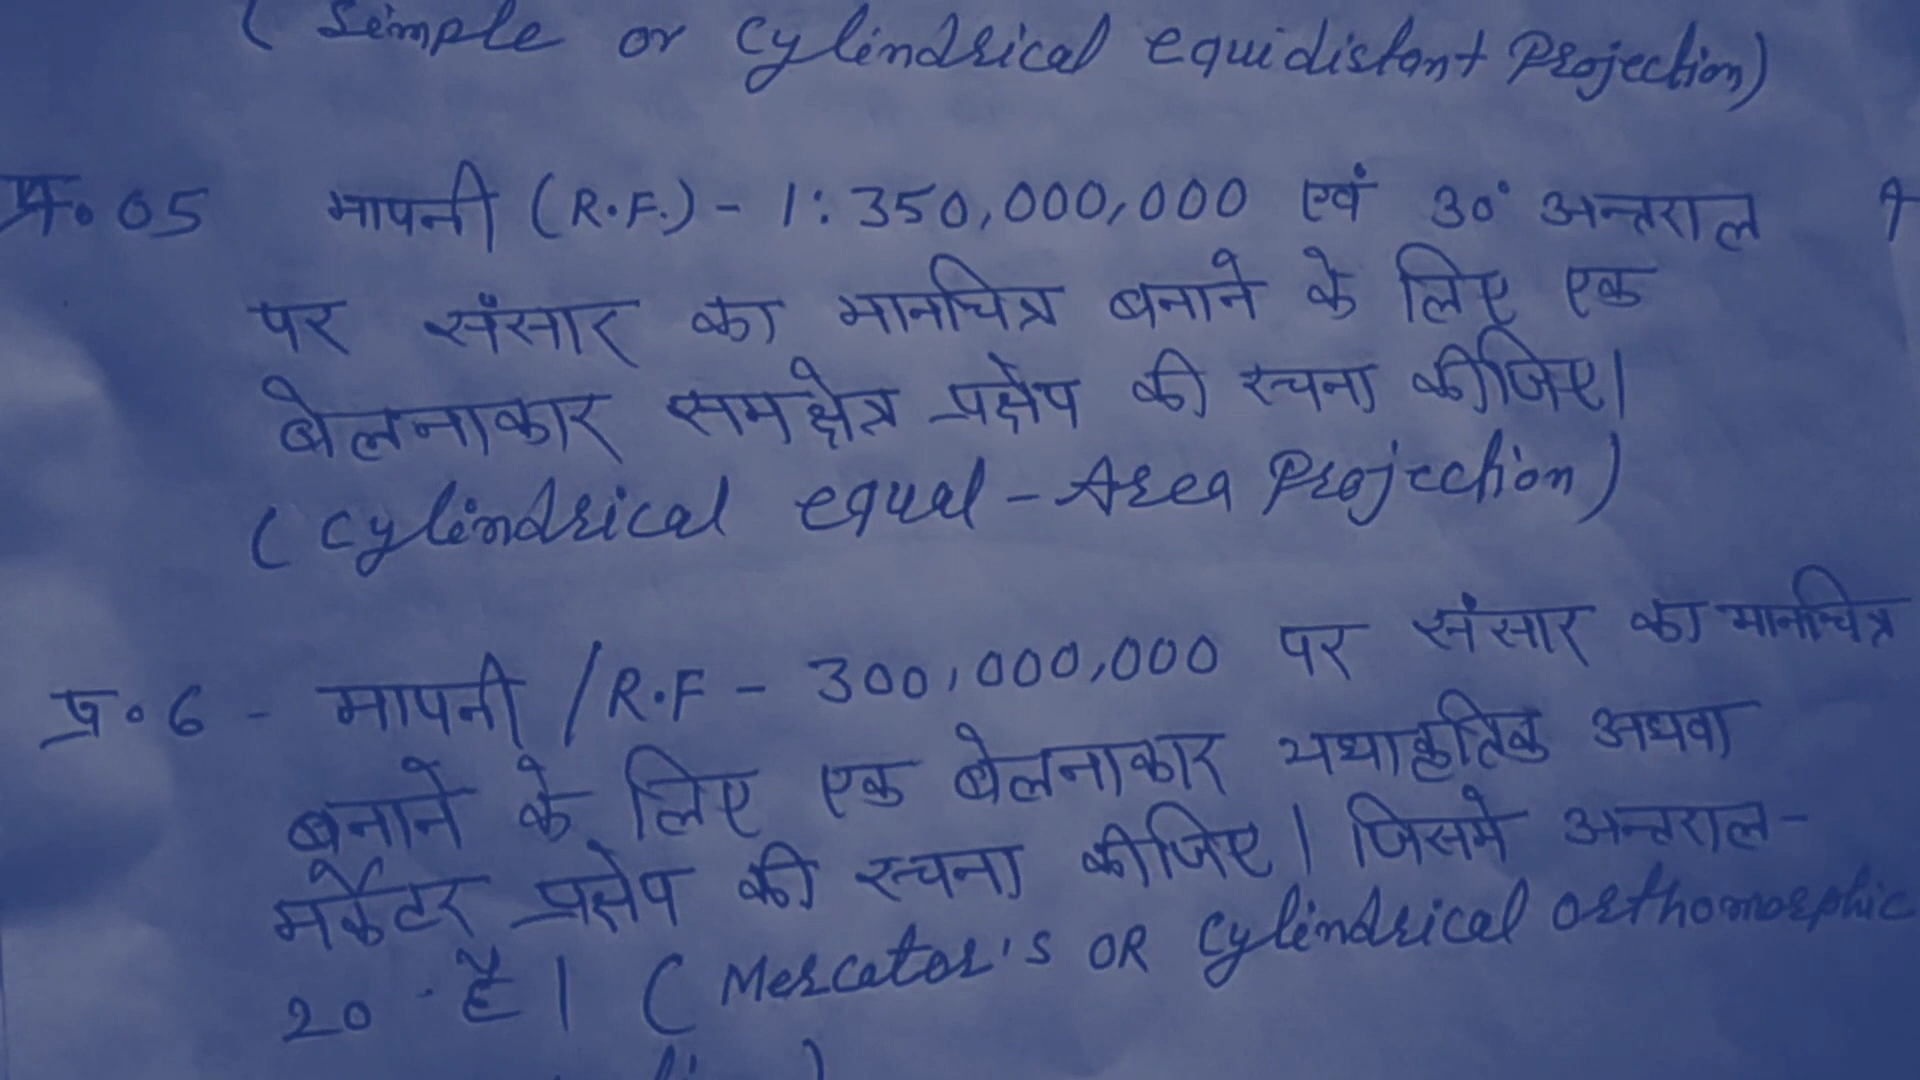 (Simple or Cylindrical equidistant Projection)
प्र. 05 मापनी (R.F.) - 1:350,000,000 एवं 30° अन्तराल
पर संसार का मानचित्र बनाने के लिए एक
बेलनाकार समक्षेत्र प्रक्षेप की रचना कीजिए।
(Cylindrical equal-Area Projection)
प्र. 6 - मापनी /R.F - 300,000,000 पर संसार का मानचित्र
बनाने के लिए एक बेलनाकार यथाकृतिक अथवा
मर्केटर प्रक्षेप की रचना कीजिए। जिसमे अन्तराल-
20 है। (Mercator's OR Cylindrical Orthomorphic